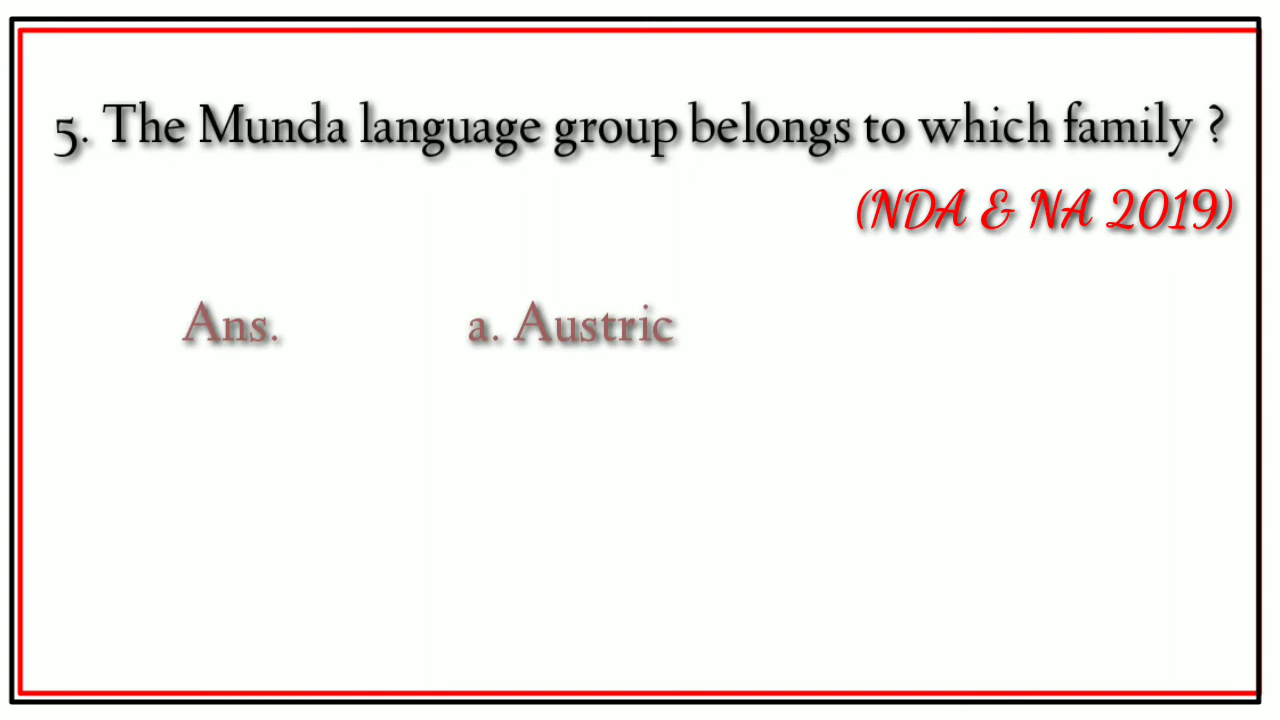 5. The Munda language group belongs to which family ?
(NDA & NA 2019)
Ans. a. Austric